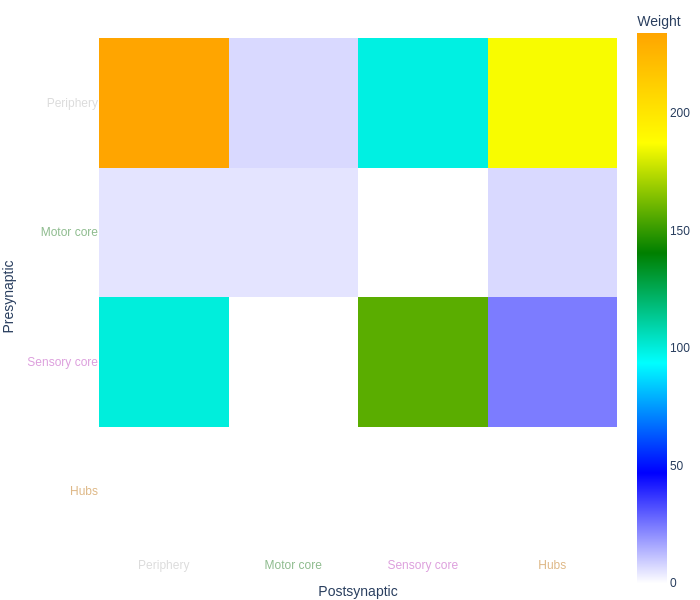 Weight
Periphery
Motor core
Sensory core
Hubs
Presynaptic
200
150
100
50
0
Periphery Motor core Sensory core Hubs
Postsynaptic